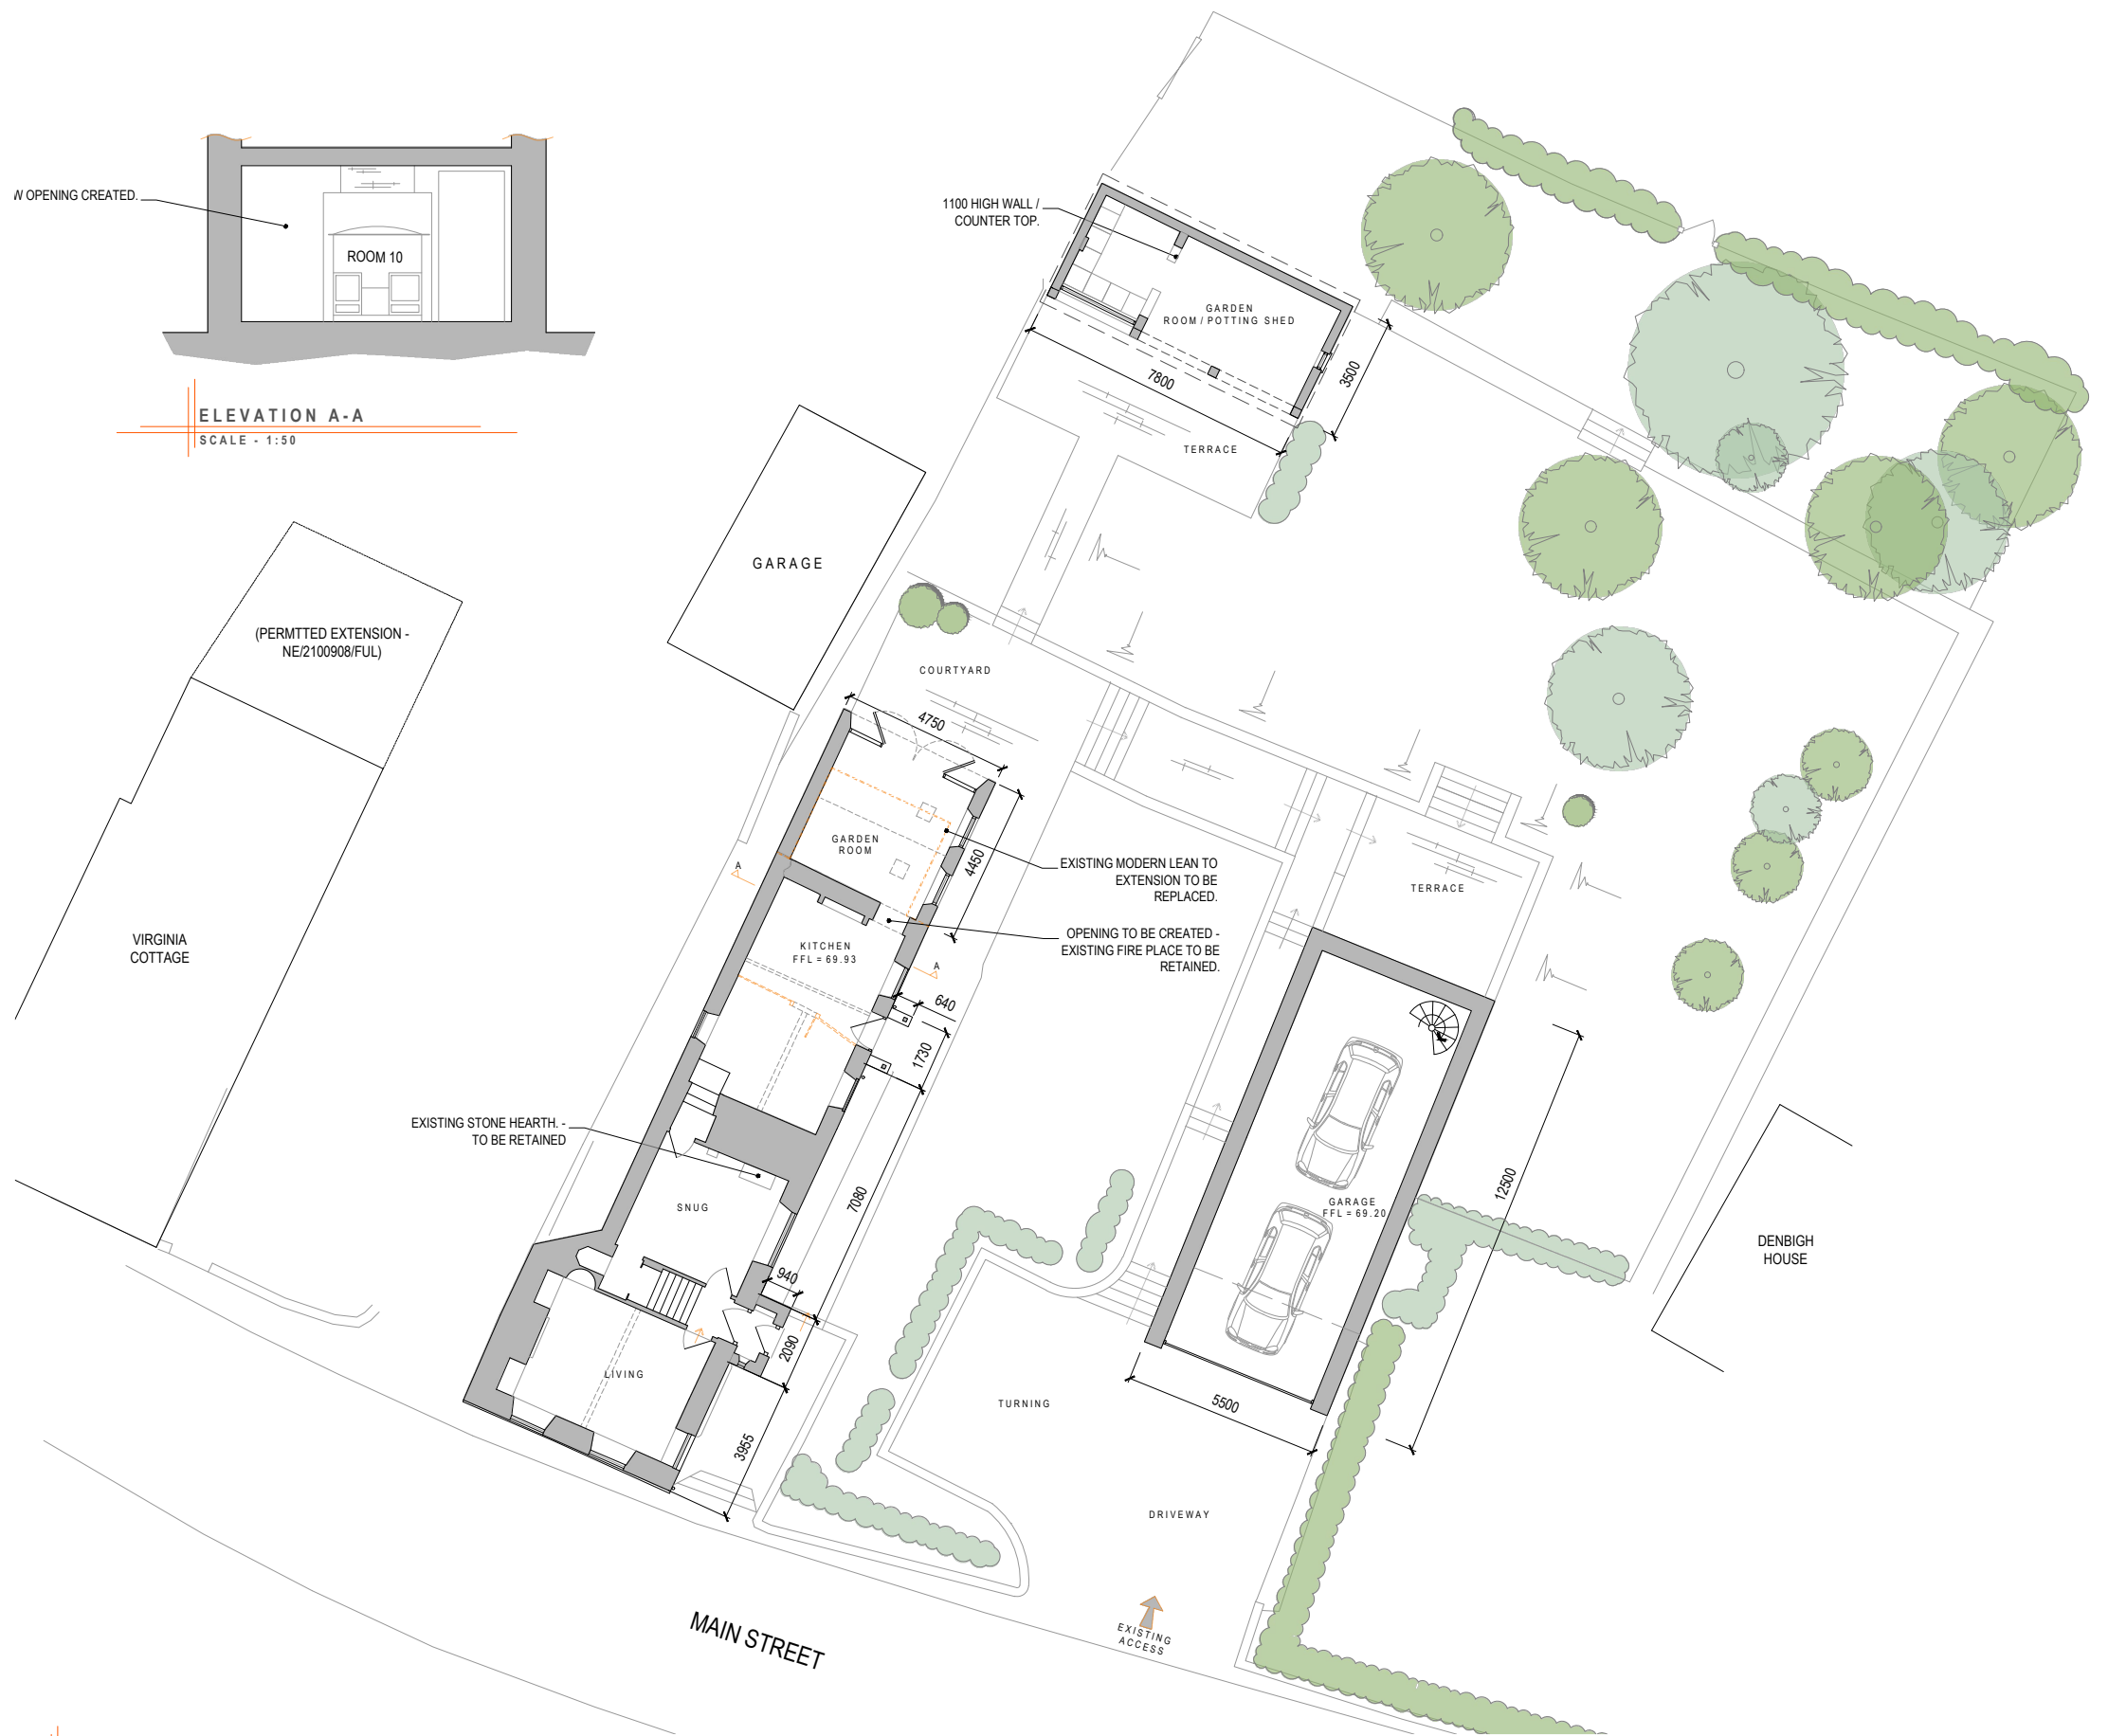 W OPENING CREATED.
ROOM 10
ELEVATION A-A
SCALE - 1:50
1100 HIGH WALL /
COUNTER TOP.
GARDEN
ROOM / POTTING SHED
7800
3500
TERRACE
GARAGE
(PERMTTED EXTENSION -
NE/2100908/FUL)
COURTYARD
4750
GARDEN
ROOM
4450
A
EXISTING MODERN LEAN TO
EXTENSION TO BE
REPLACED.
TERRACE
OPENING TO BE CREATED -
EXISTING FIRE PLACE TO BE
RETAINED.
VIRGINIA
COTTAGE
KITCHEN
FFL = 69.93
A
640
1730
EXISTING STONE HEARTH. -
TO BE RETAINED
SNUG
7080
12500
GARAGE
FFL = 69.20
DENBIGH
HOUSE
940
2090
LIVING
TURNING
5500
3955
DRIVEWAY
MAIN STREET
EXISTING
ACCESS